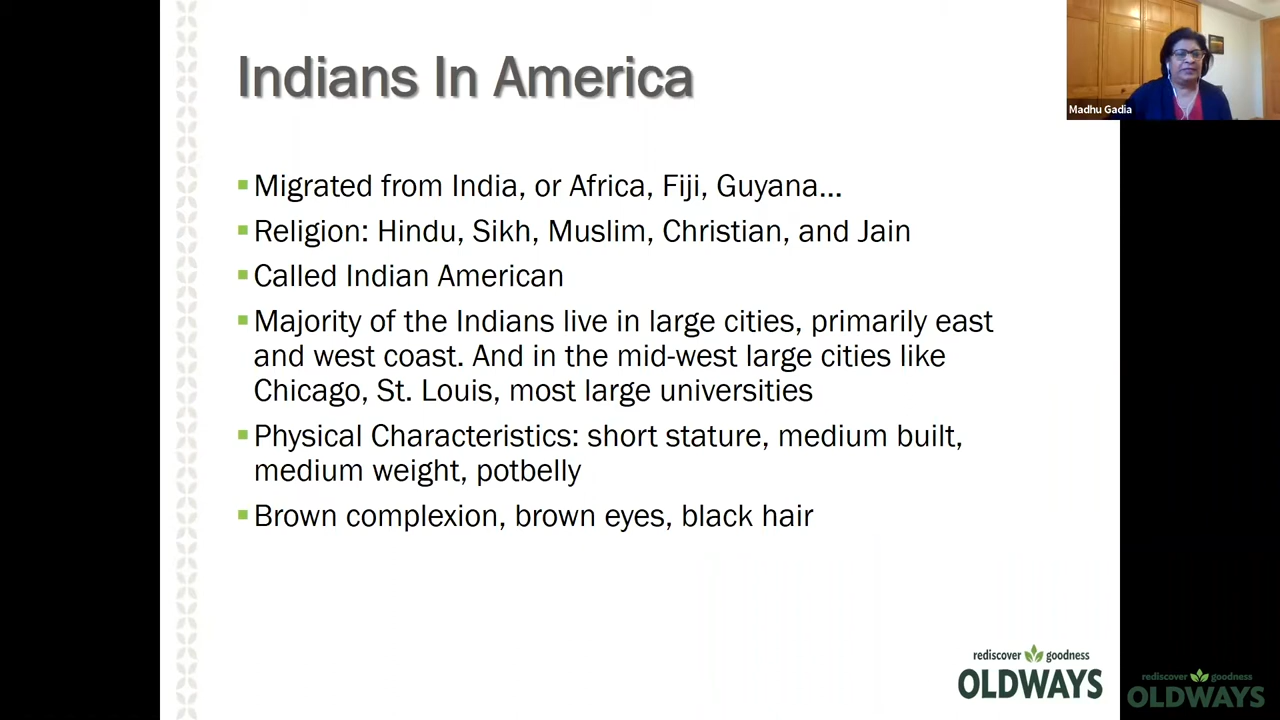 Indians In America
Madhu Gadia
▪Migrated from India, or Africa, Fiji, Guyana...
▪Religion: Hindu, Sikh, Muslim, Christian, and Jain
▪Called Indian American
▪Majority of the Indians live in large cities, primarily east
and west coast. And in the mid-west large cities like
Chicago, St. Louis, most large universities
▪Physical Characteristics: short stature, medium built,
medium weight, potbelly
▪Brown complexion, brown eyes, black hair
rediscover goodness
OLDWAYS
rediscover goodness
OLDWAYS